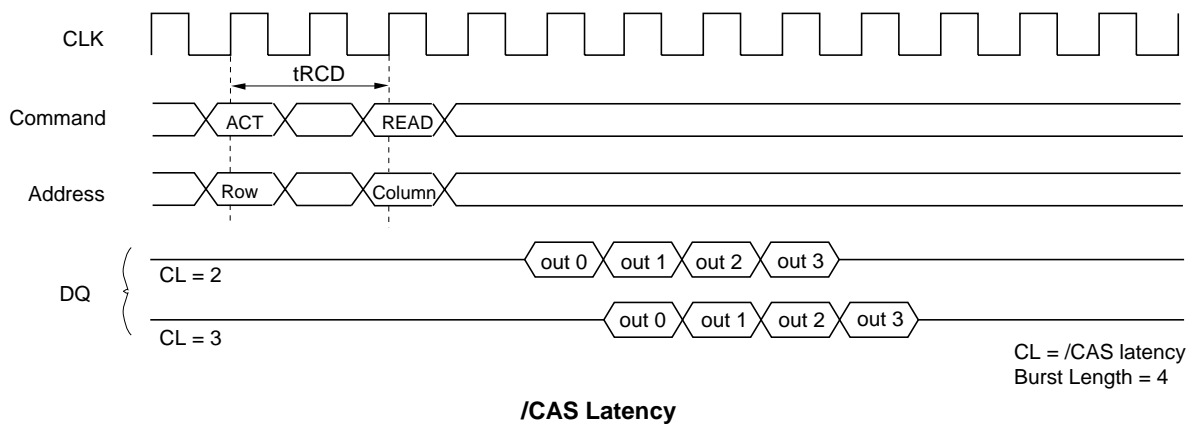 CLK
tRCD
Command
ACT
READ
Address
Row
Column
DQ
CL = 2
out 0
out 1
out 2
out 3
CL = 3
out 0
out 1
out 2
out 3
CL = /CAS latency
Burst Length = 4
/CAS Latency